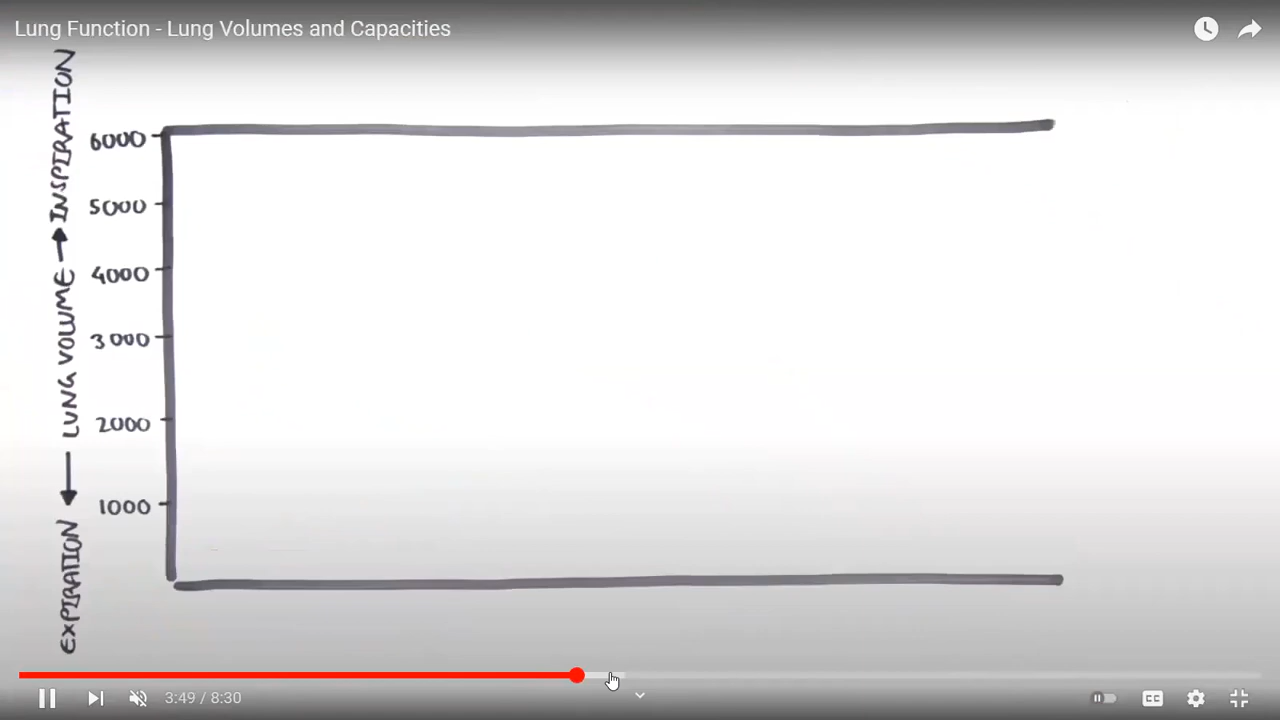 Lung Function - Lung Volumes and Capacities
EXPIRATION ← LUNG VOLUME → INSPIRATION
6000
5000
4000
3000
2000
1000
3:49 / 8:30
CC